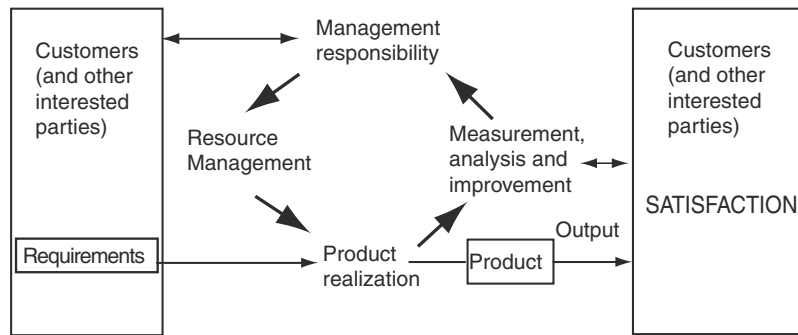 Customers
(and other
interested
parties)
Requirements
Management
responsibility
Resource
Management
Product
realization
Measurement,
analysis and
improvement
Product
Output
Customers
(and other
interested
parties)
SATISFACTION